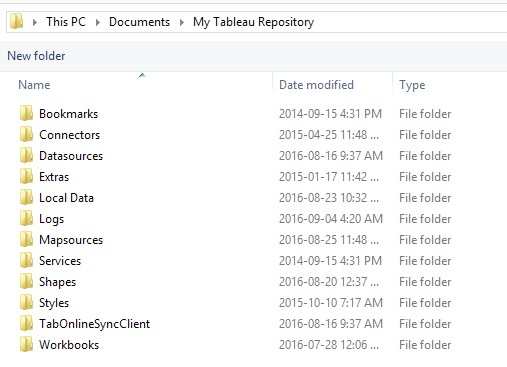 This PC Documents My Tableau Repository
New folder
Name Date modified Type
Bookmarks 2014-09-15 4:31 PM File folder
Connectors 2015-04-25 11:48 ... File folder
Datasources 2016-08-16 9:37 AM File folder
Extras 2015-01-17 11:42 ... File folder
Local Data 2016-08-23 10:32 ... File folder
Logs 2016-09-04 4:20 AM File folder
Mapsources 2016-08-25 11:48 ... File folder
Services 2014-09-15 4:31 PM File folder
Shapes 2016-08-20 12:37 ... File folder
Styles 2015-10-10 7:17 AM File folder
TabOnlineSyncClient 2016-08-16 9:37 AM File folder
Workbooks 2016-07-28 12:06 ... File folder